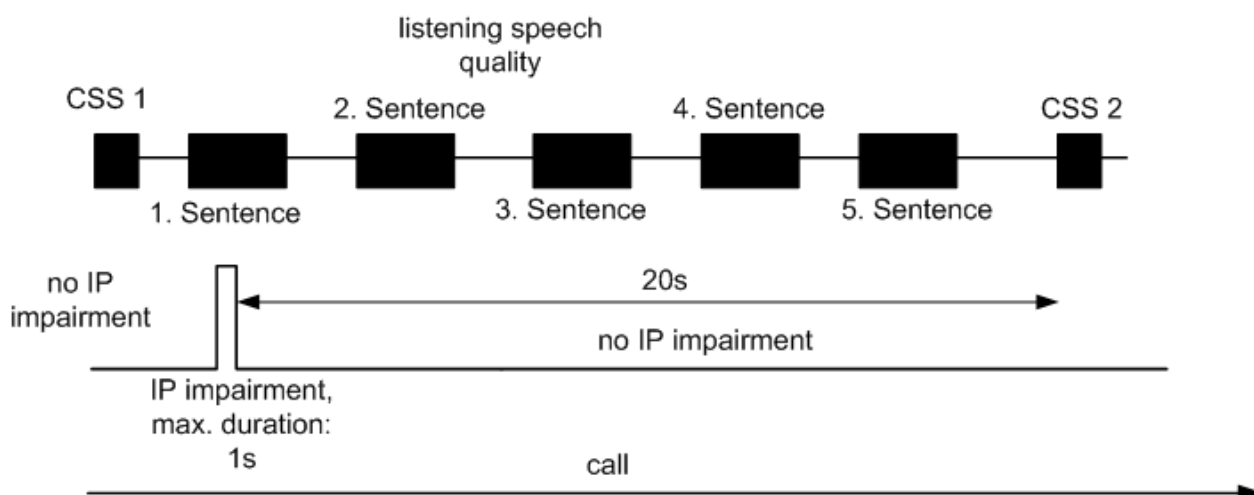 listening speech
quality
CSS 1
2. Sentence
4. Sentence
CSS 2
1. Sentence
3. Sentence
5. Sentence
no IP
impairment
20s
no IP impairment
IP impairment,
max. duration:
1s
call